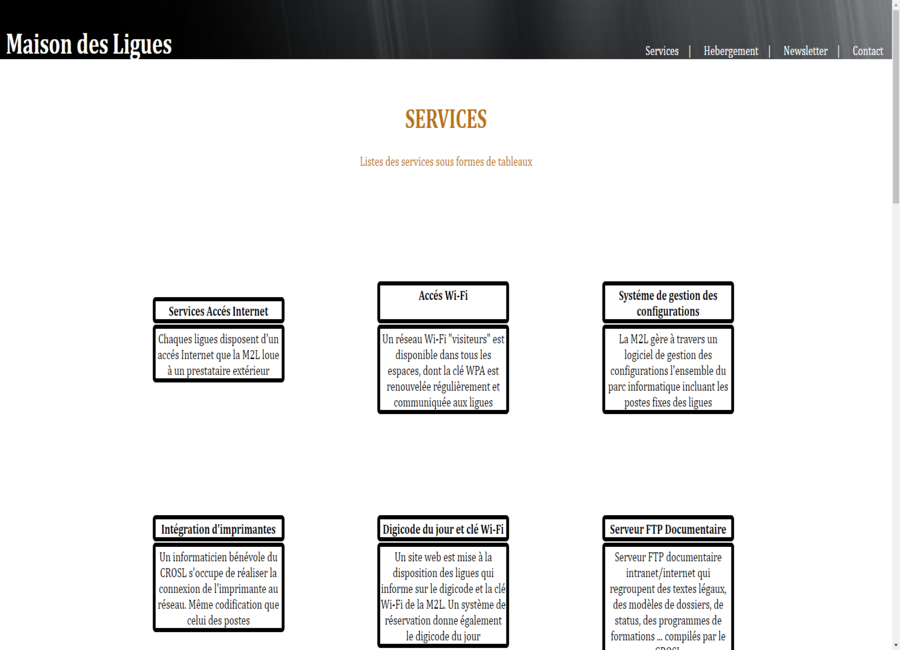 Maison des Ligues
Services | Hebergement | Newsletter | Contact
SERVICES
Listes des services sous formes de tableaux
Services Accés Internet
Chaques ligues disposent d'un
accés Internet que la M2L loue
à un prestataire extérieur
Accés Wi-Fi
Un réseau Wi-Fi "visiteurs" est
disponible dans tous les
espaces, dont la clé WPA est
renouvelée régulièrement et
communiquée aux ligues
Systéme de gestion des
configurations
La M2L gère à travers un
logiciel de gestion des
configurations l'ensemble du
parc informatique incluant les
postes fixes des ligues
Intégration d'imprimantes
Un informaticien bénévole du
CROSL s'occupe de réaliser la
connexion de l'imprimante au
réseau. Même codification que
celui des postes
Digicode du jour et clé Wi-Fi
Un site web est mise à la
disposition des ligues qui
informe sur le digicode et la clé
Wi-Fi de la M2L. Un système de
réservation donne également
le digicode du jour
Serveur FTP Documentaire
Serveur FTP documentaire
intranet/internet qui
regroupent des textes légaux,
des modèles de dossiers, de
status, des programmes de
formations ... compilés par le
CROSL